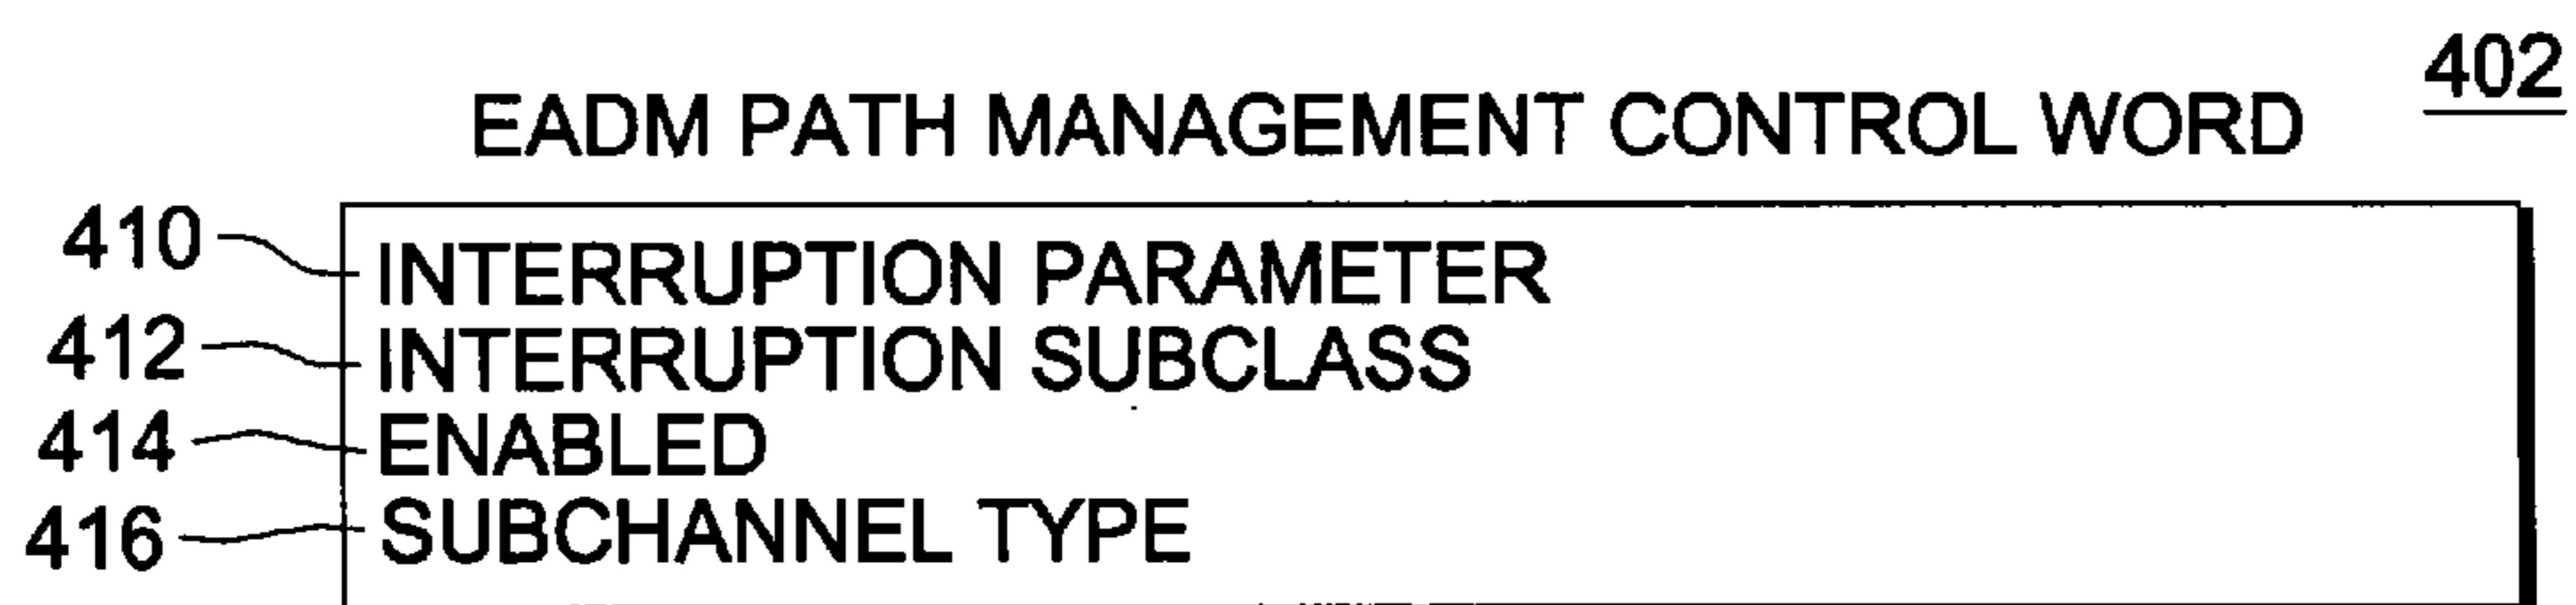 402
EADM PATH MANAGEMENT CONTROL WORD
410 INTERRUPTION PARAMETER
412 INTERRUPTION SUBCLASS
414 ENABLED
416 SUBCHANNEL TYPE